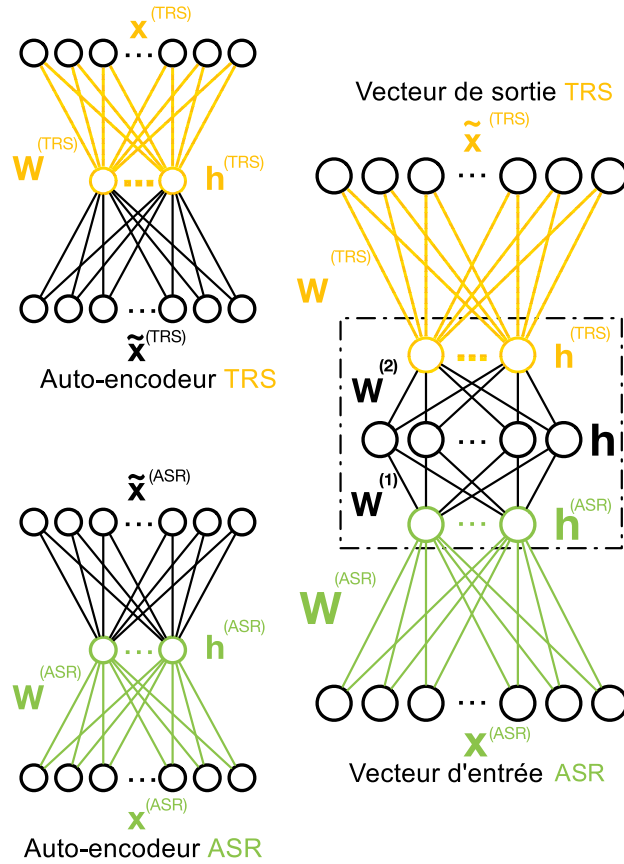 x(TRS)
W(TRS)
h(TRS)
x̃(TRS)
Auto-encodeur TRS
x̃(ASR)
h(ASR)
W(ASR)
x(ASR)
Auto-encodeur ASR
Vecteur de sortie TRS
x̃(TRS)
W(TRS)
h(TRS)
W(2)
h
W(1)
h(ASR)
W(ASR)
x(ASR)
Vecteur d'entrée ASR